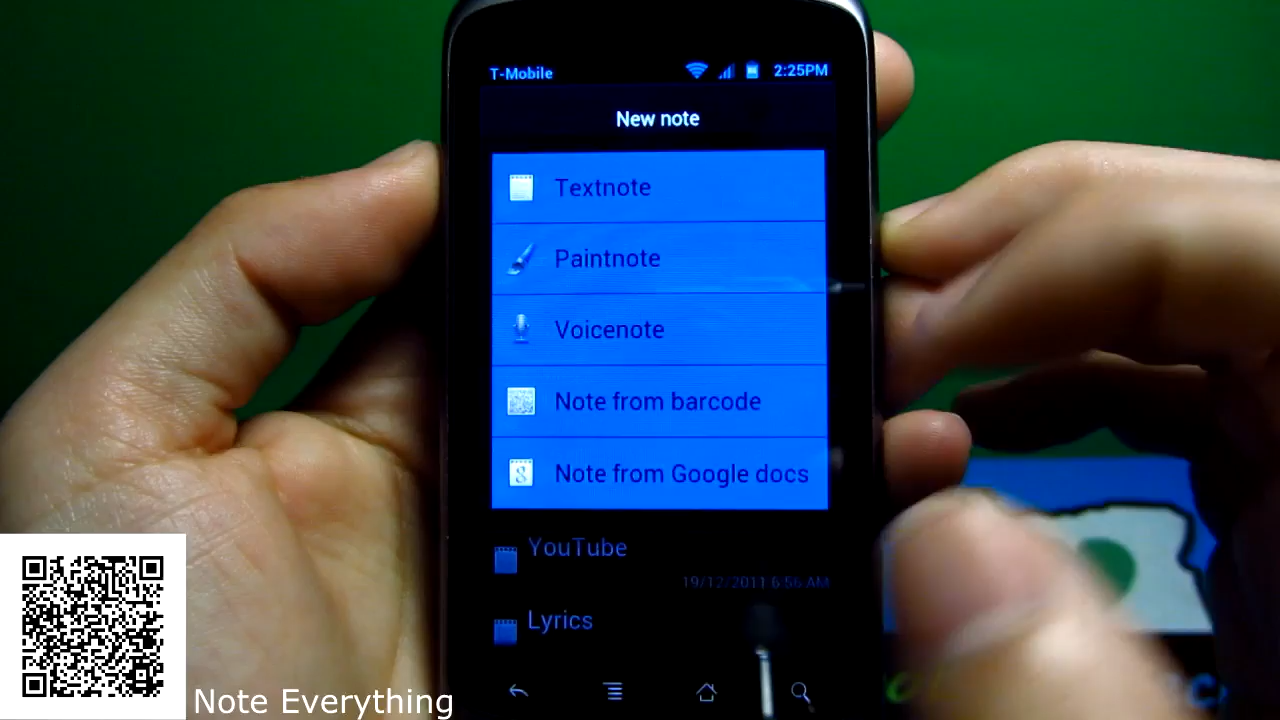 T-Mobile 2:25PM
New note
Textnote
Paintnote
Voicenote
Note from barcode
Note from Google docs
YouTube
19/12/2011 6:56 AM
Lyrics
Note Everything